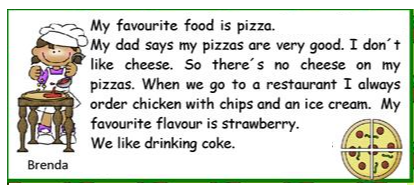 My favourite food is pizza.
My dad says my pizzas are very good. I don´t
like cheese. So there´s no cheese on my
pizzas. When we go to a restaurant I always
order chicken with chips and an ice cream. My
favourite flavour is strawberry.
We like drinking coke.
Brenda